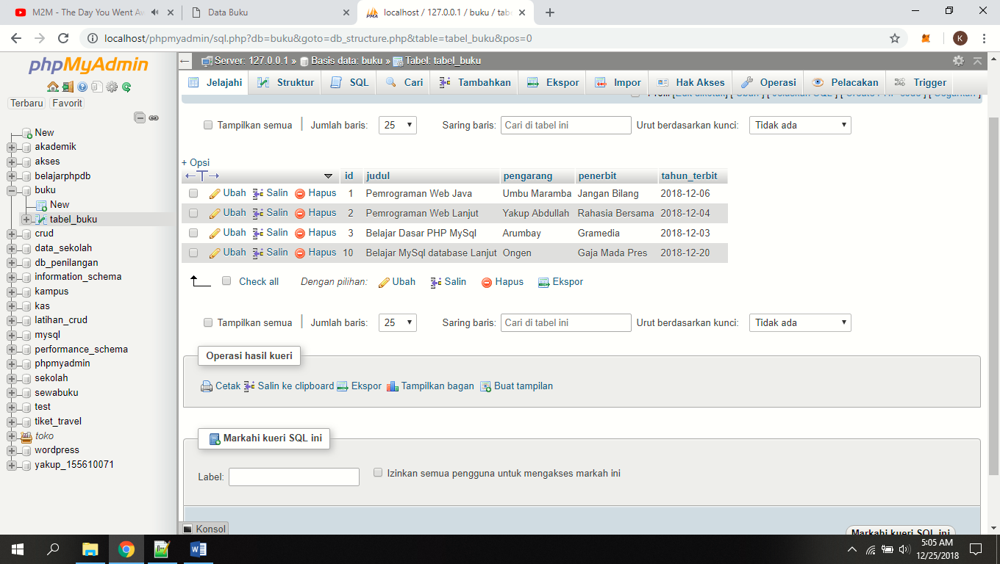 M2M - The Day You Went Aw
Data Buku
localhost / 127.0.0.1 / buku / tab
localhost/phpmyadmin/sql.php?db=buku&goto=db_structure.php&table=tabel_buku&pos=0
K
phpMyAdmin
Terbaru Favorit
New
akademik
akses
belajarphpdb
buku
New
tabel_buku
crud
data_sekolah
db_penilangan
information_schema
kampus
kas
latihan_crud
mysql
performance_schema
phpmyadmin
sekolah
sewabuku
test
tiket_travel
toko
wordpress
yakup_155610071
Server: 127.0.0.1 » Basis data: buku » Tabel: tabel_buku
Jelajahi Struktur SQL Cari Tambahkan Ekspor Impor Hak Akses Operasi Pelacakan Trigger
Profil [Edit dikotak] [ Ubah ] [ Jelaskan SQL ] [ Create PHP code ] [ Segarkan ]
Tampilkan semua Jumlah baris: 25 Saring baris: Cari di tabel ini Urut berdasarkan kunci: Tidak ada
+ Opsi
←T→ id judul pengarang penerbit tahun_terbit
Ubah Salin Hapus 1 Pemrograman Web Java Umbu Maramba Jangan Bilang 2018-12-06
Ubah Salin Hapus 2 Pemrograman Web Lanjut Yakup Abdullah Rahasia Bersama 2018-12-04
Ubah Salin Hapus 3 Belajar Dasar PHP MySql Arumbay Gramedia 2018-12-03
Ubah Salin Hapus 10 Belajar MySql database Lanjut Ongen Gaja Mada Pres 2018-12-20
Check all Dengan pilihan: Ubah Salin Hapus Ekspor
Tampilkan semua Jumlah baris: 25 Saring baris: Cari di tabel ini Urut berdasarkan kunci: Tidak ada
Operasi hasil kueri
Cetak Salin ke clipboard Ekspor Tampilkan bagan Buat tampilan
Markahi kueri SQL ini
Label: Izinkan semua pengguna untuk mengakses markah ini
Markahi kueri SQL ini
Konsol
5:05 AM
12/25/2018